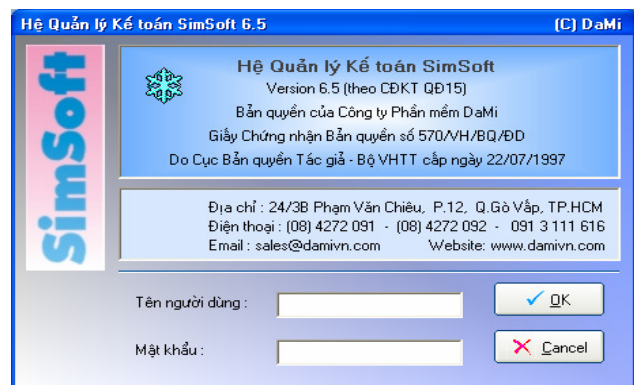 Hệ Quản lý Kế toán SimSoft 6.5 (C) DaMi
SimSoft
Hệ Quản lý Kế toán SimSoft
Version 6.5 (theo CĐKT QĐ15)
Bản quyền của Công ty Phần mềm DaMi
Giấy Chứng nhận Bản quyền số 570/VH/BQ/ĐD
Do Cục Bản quyền Tác giả - Bộ VHTT cấp ngày 22/07/1997
Địa chỉ : 24/3B Phạm Văn Chiêu, P.12, Q.Gò Vấp, TP.HCM
Điện thoại : (08) 4272 091 - (08) 4272 092 - 091 3 111 616
Email : sales@damivn.com Website: www.damivn.com
Tên người dùng :
OK
Mật khẩu :
Cancel